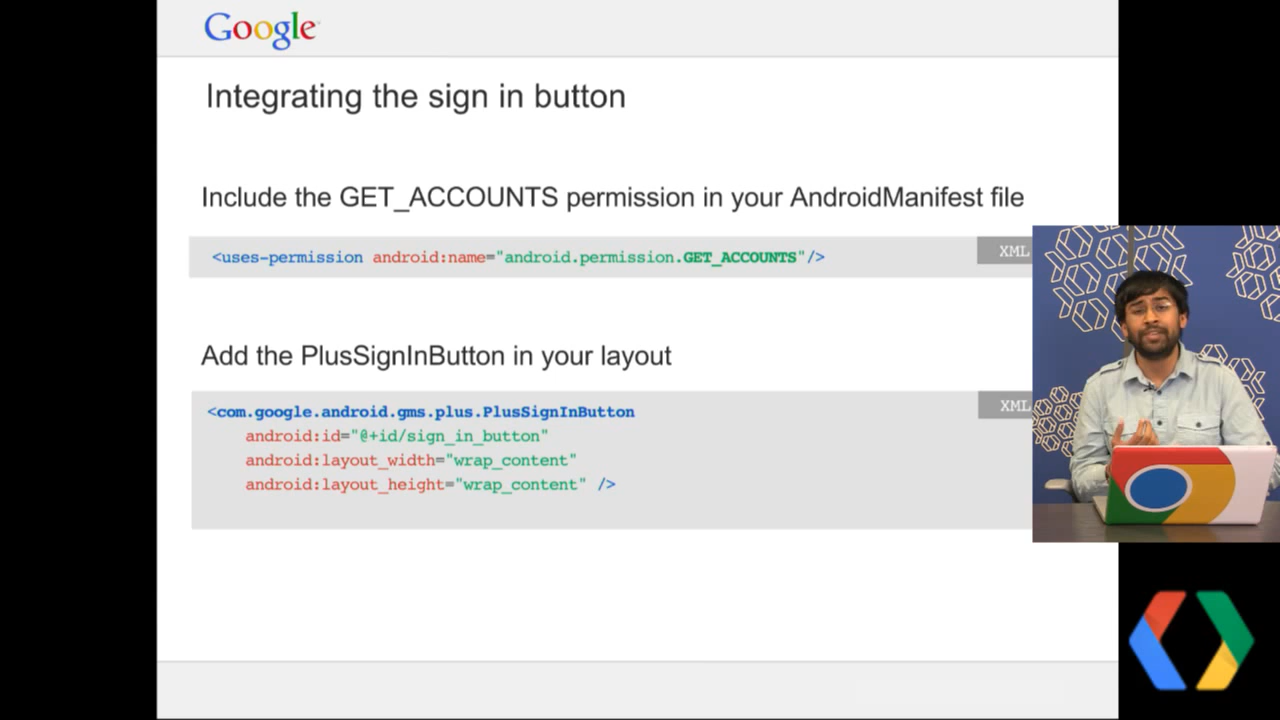 Google
Integrating the sign in button
Include the GET_ACCOUNTS permission in your AndroidManifest file
XML
<uses-permission android:name="android.permission.GET_ACCOUNTS"/>
Add the PlusSignInButton in your layout
XML
<com.google.android.gms.plus.PlusSignInButton
android:id="@+id/sign_in_button"
android:layout_width="wrap_content"
android:layout_height="wrap_content" />